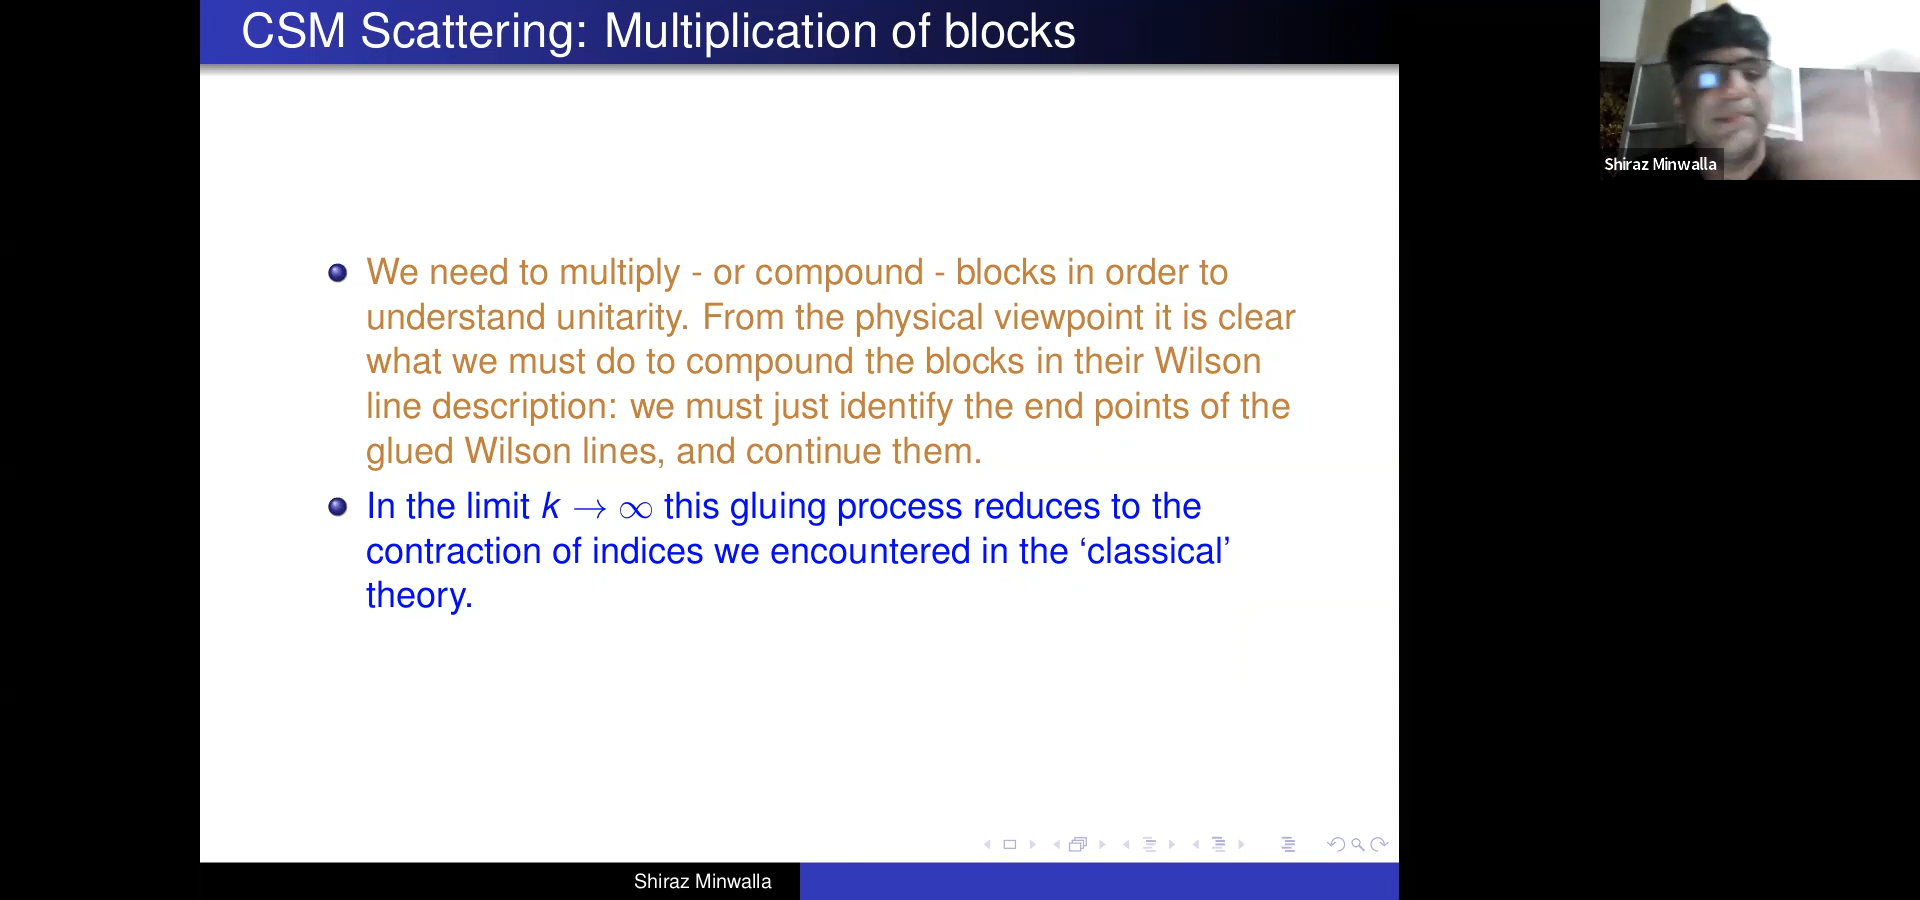 CSM Scattering: Multiplication of blocks
Shiraz Minwalla
We need to multiply - or compound - blocks in order to
understand unitarity. From the physical viewpoint it is clear
what we must do to compound the blocks in their Wilson
line description: we must just identify the end points of the
glued Wilson lines, and continue them.
In the limit k → ∞ this gluing process reduces to the
contraction of indices we encountered in the ‘classical’
theory.
Shiraz Minwalla